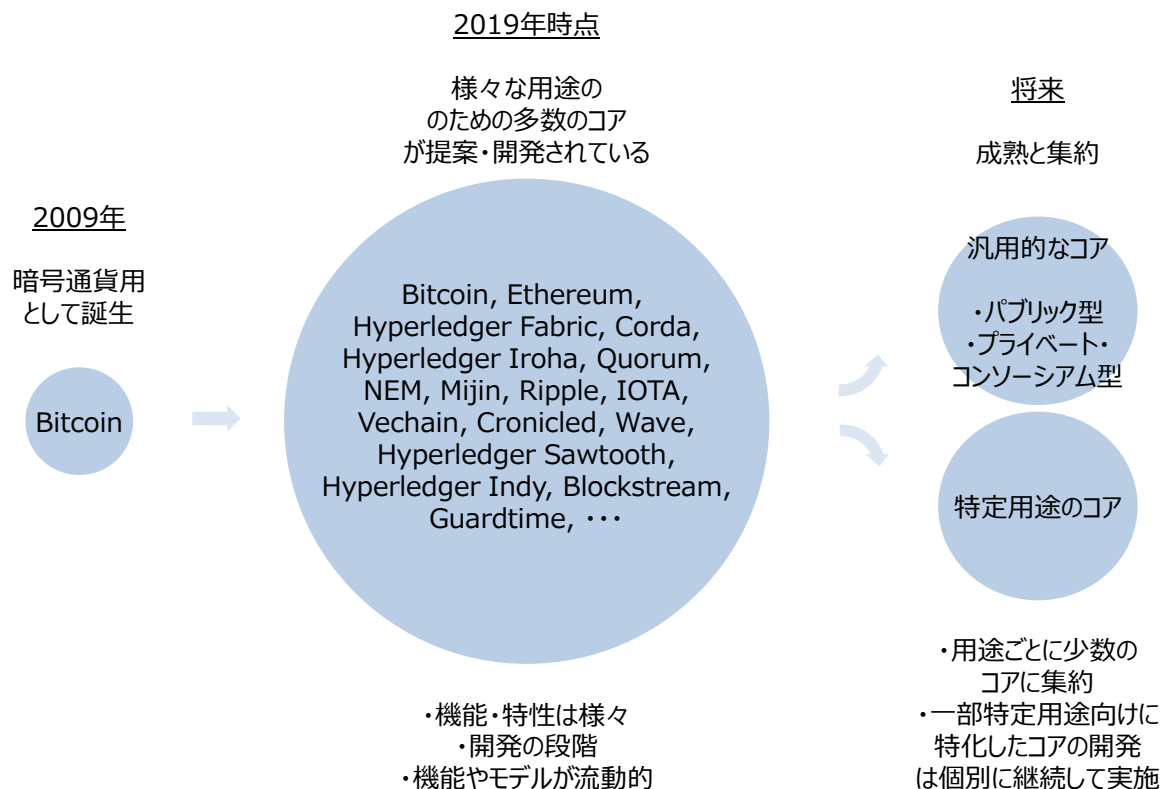 2009年
暗号通貨用
として誕生
Bitcoin
2019年時点
様々な用途の
のための多数のコア
が提案・開発されている
Bitcoin, Ethereum,
Hyperledger Fabric, Corda,
Hyperledger Iroha, Quorum,
NEM, Mijin, Ripple, IOTA,
Vechain, Cronicled, Wave,
Hyperledger Sawtooth,
Hyperledger Indy, Blockstream,
Guardtime, ・・・
・機能・特性は様々
・開発の段階
・機能やモデルが流動的
将来
成熟と集約
汎用的なコア
・パブリック型
・プライベート・
コンソーシアム型
特定用途のコア
・用途ごとに少数の
コアに集約
・一部特定用途向けに
特化したコアの開発
は個別に継続して実施